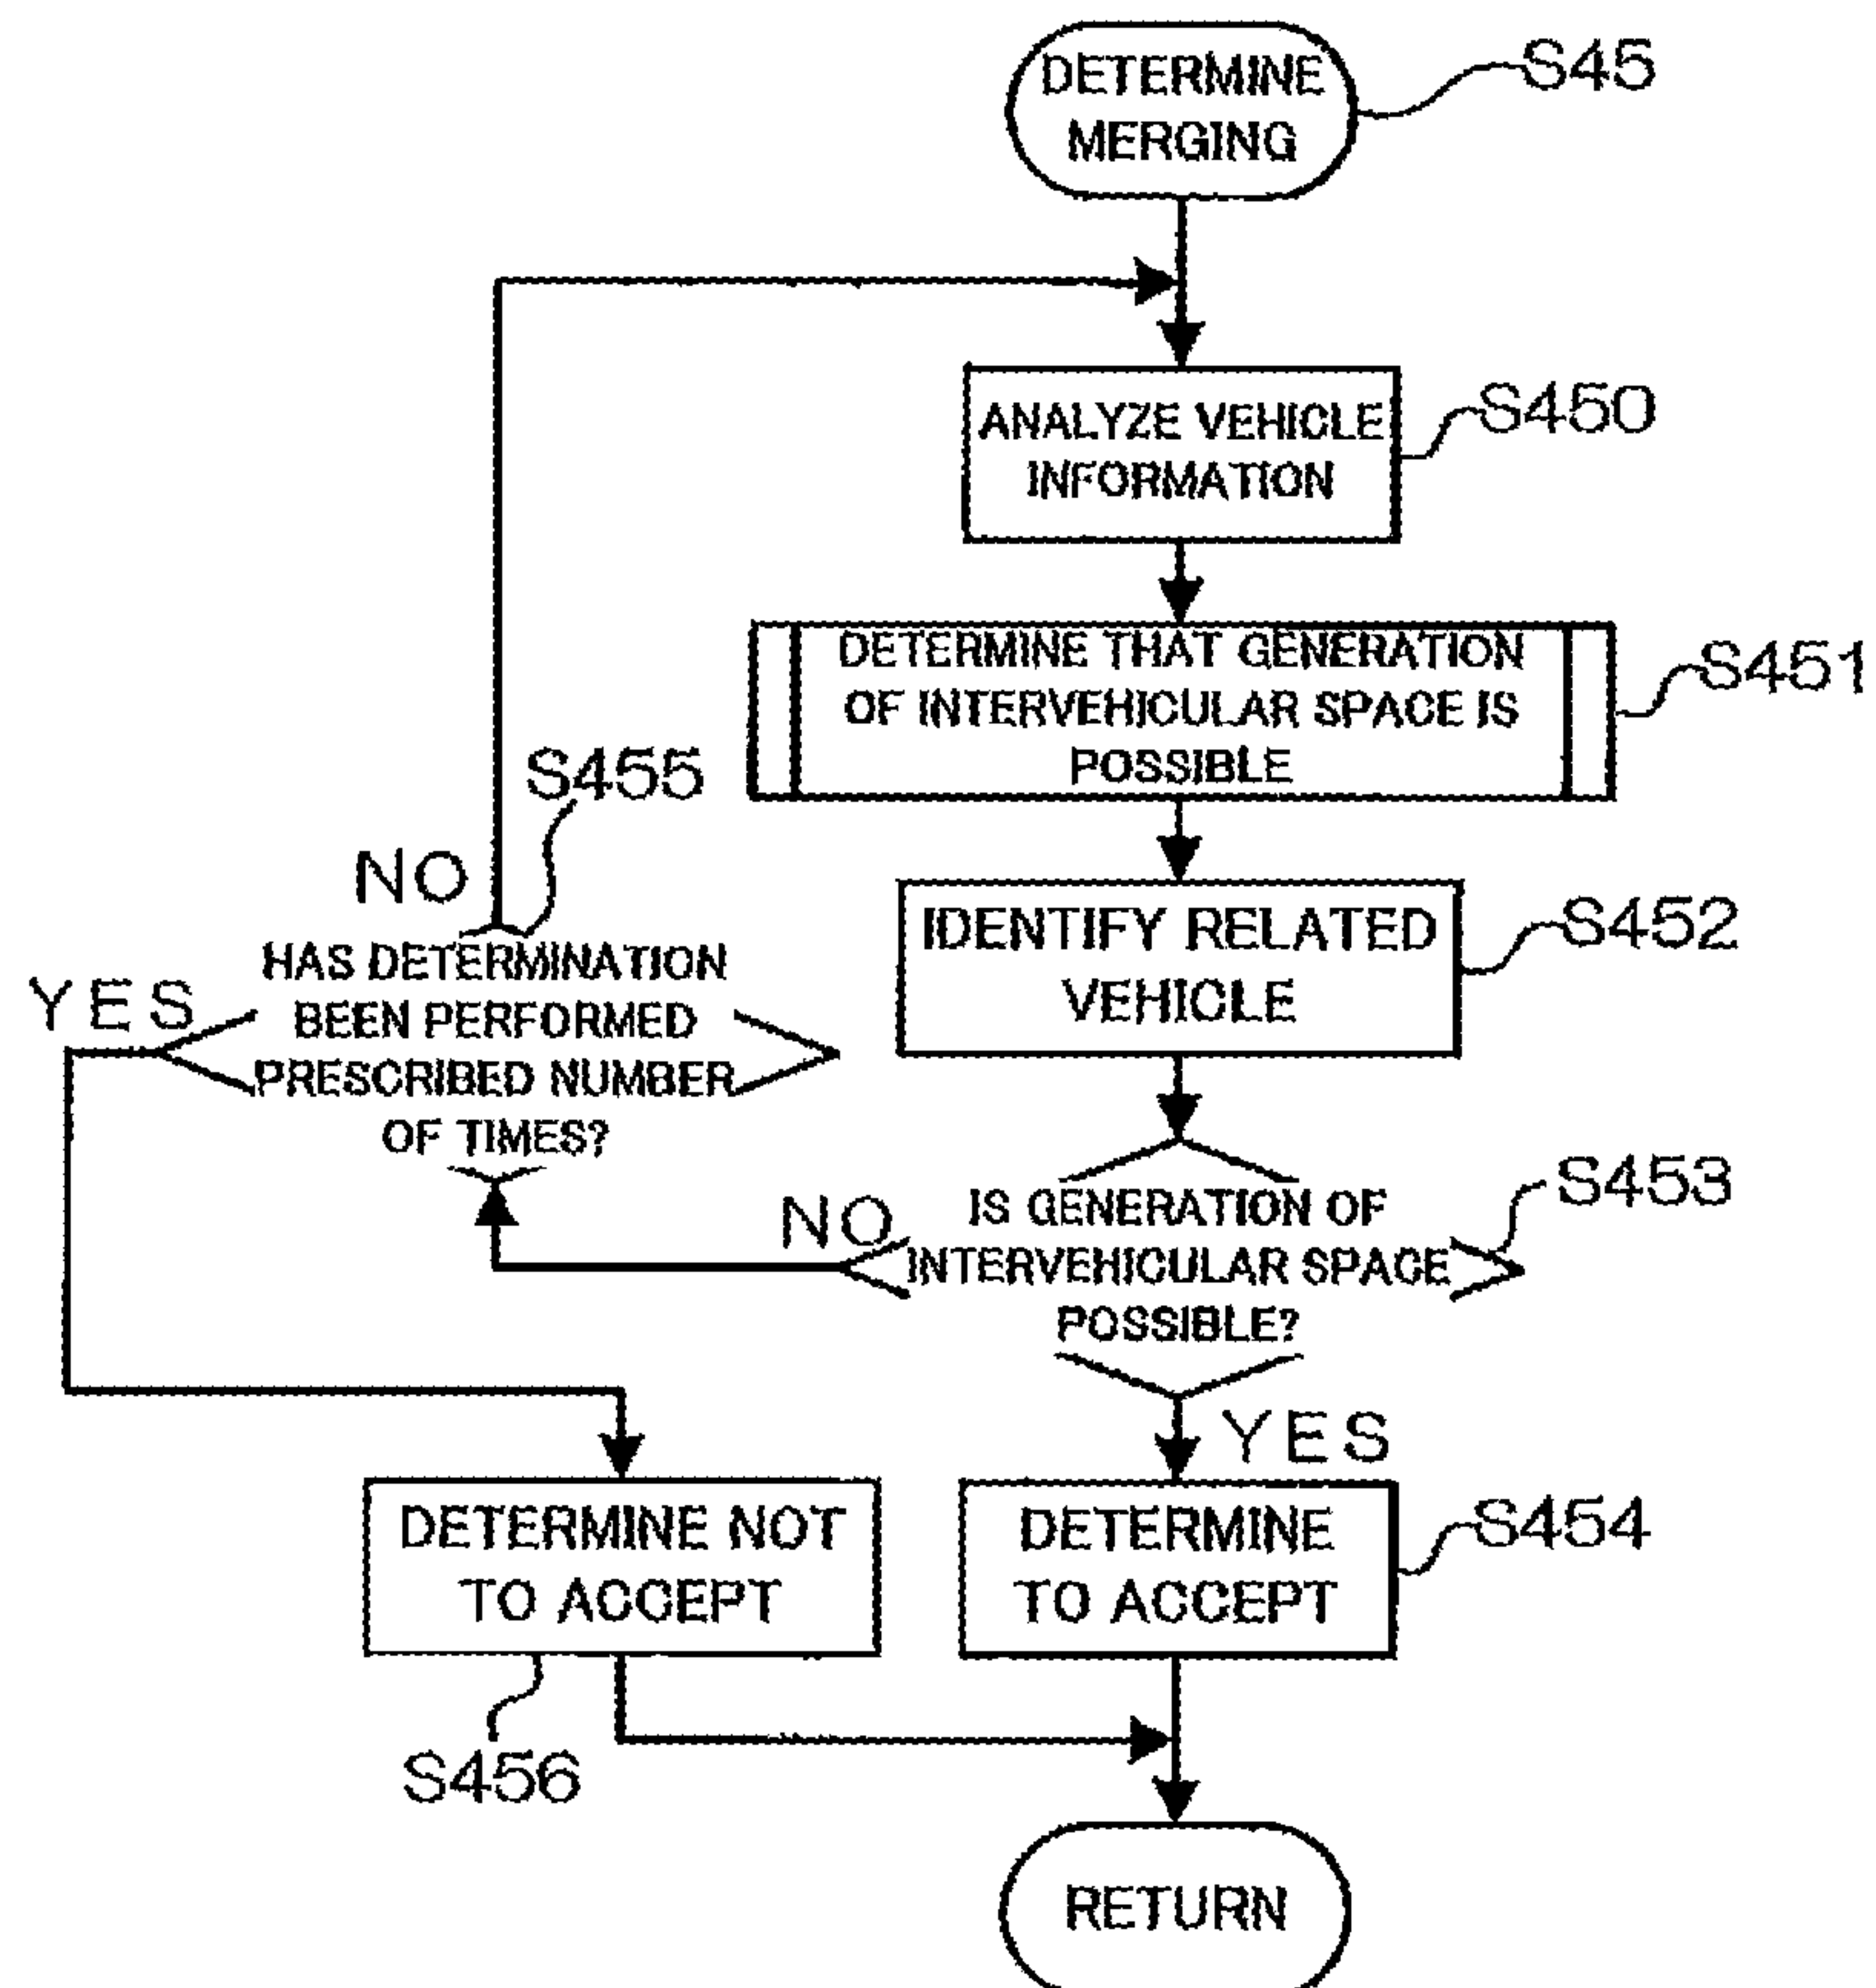 DETERMINE
MERGING
S45
ANALYZE VEHICLE
INFORMATION
S450
DETERMINE THAT GENERATION
OF INTERVEHICULAR SPACE IS
POSSIBLE
S451
IDENTIFY RELATED
VEHICLE
S452
IS GENERATION OF
INTERVEHICULAR SPACE
POSSIBLE?
S453
NO
YES
S455
NO
YES
HAS DETERMINATION
BEEN PERFORMED
PRESCRIBED NUMBER
OF TIMES?
DETERMINE NOT
TO ACCEPT
S456
DETERMINE
TO ACCEPT
S454
RETURN